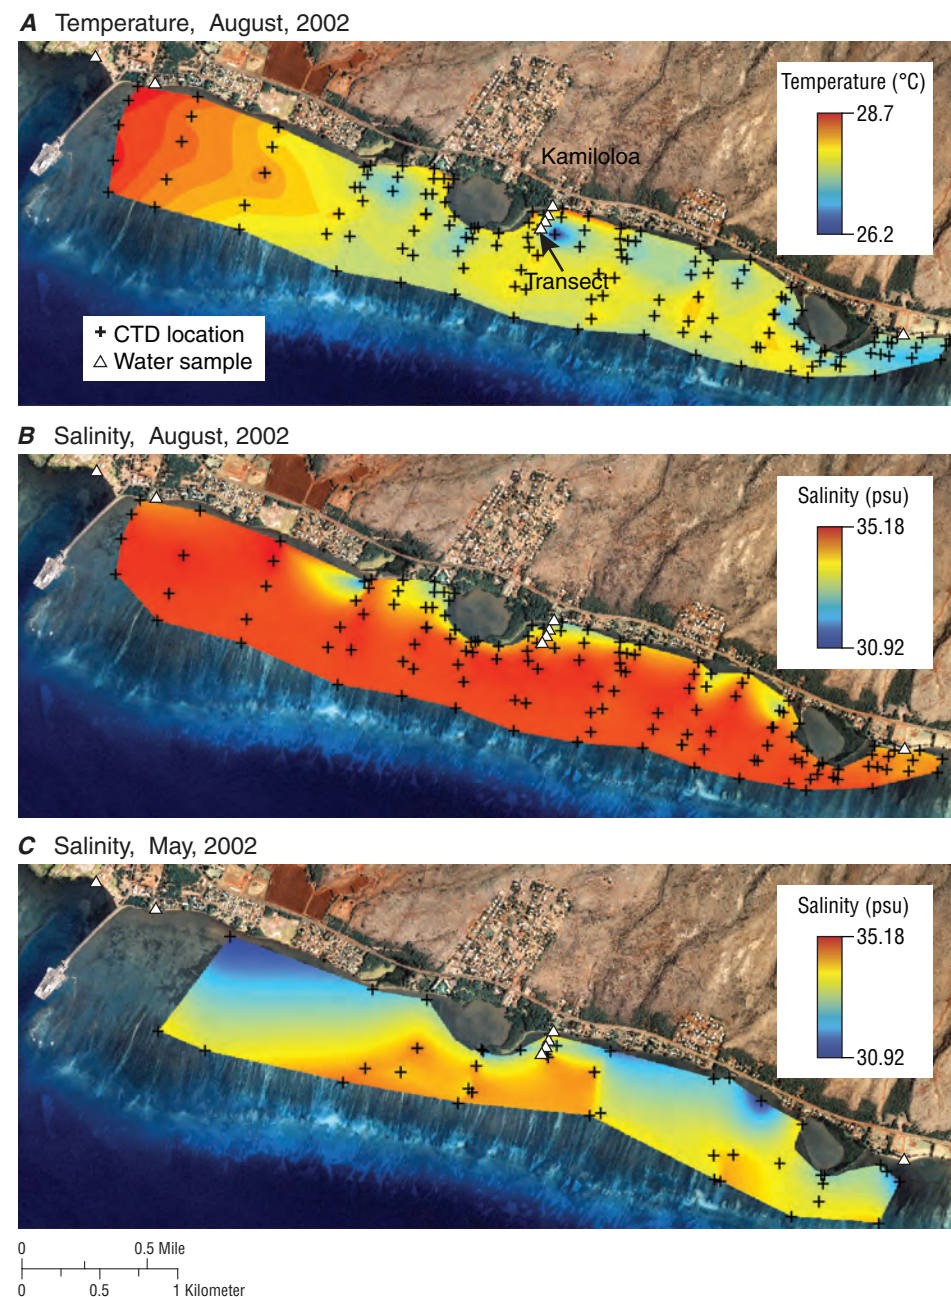 A Temperature, August, 2002
Temperature (°C)
28.7
26.2
Kamiloloa
Transect
+ CTD location
△ Water sample
B Salinity, August, 2002
Salinity (psu)
35.18
30.92
C Salinity, May, 2002
Salinity (psu)
35.18
30.92
0 0.5 Mile
0 0.5 1 Kilometer